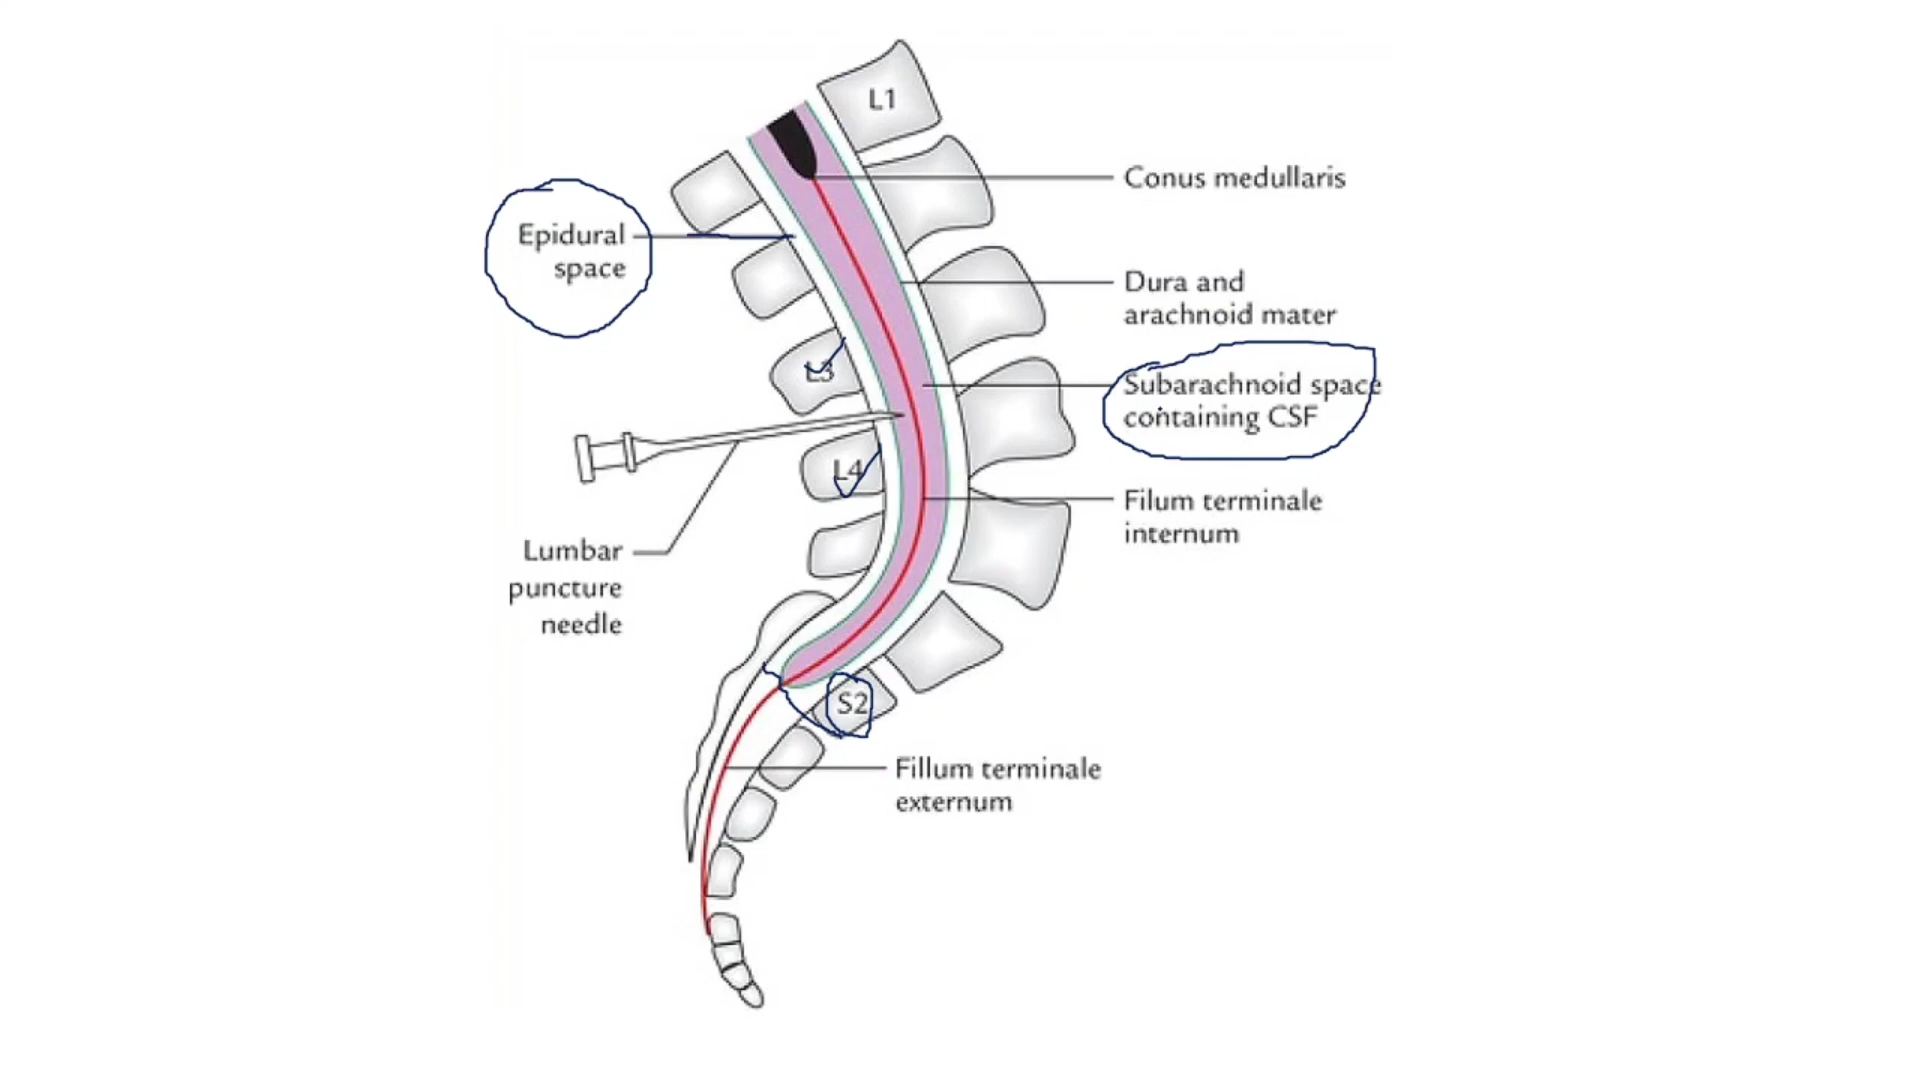 L1
Conus medullaris
Epidural
space
Dura and
arachnoid mater
L3
Subarachnoid space
containing CSF
L4
Filum terminale
internum
Lumbar
puncture
needle
S2
Fillum terminale
externum